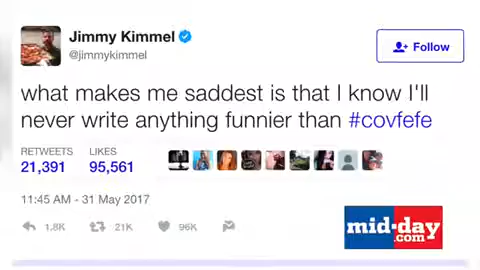 Jimmy Kimmel
@jimmykimmel
Follow
what makes me saddest is that I know I'll
never write anything funnier than #covfefe
RETWEETS LIKES
21,391 95,561
11:45 AM - 31 May 2017
1.8K 21K 96K
mid-day
.com